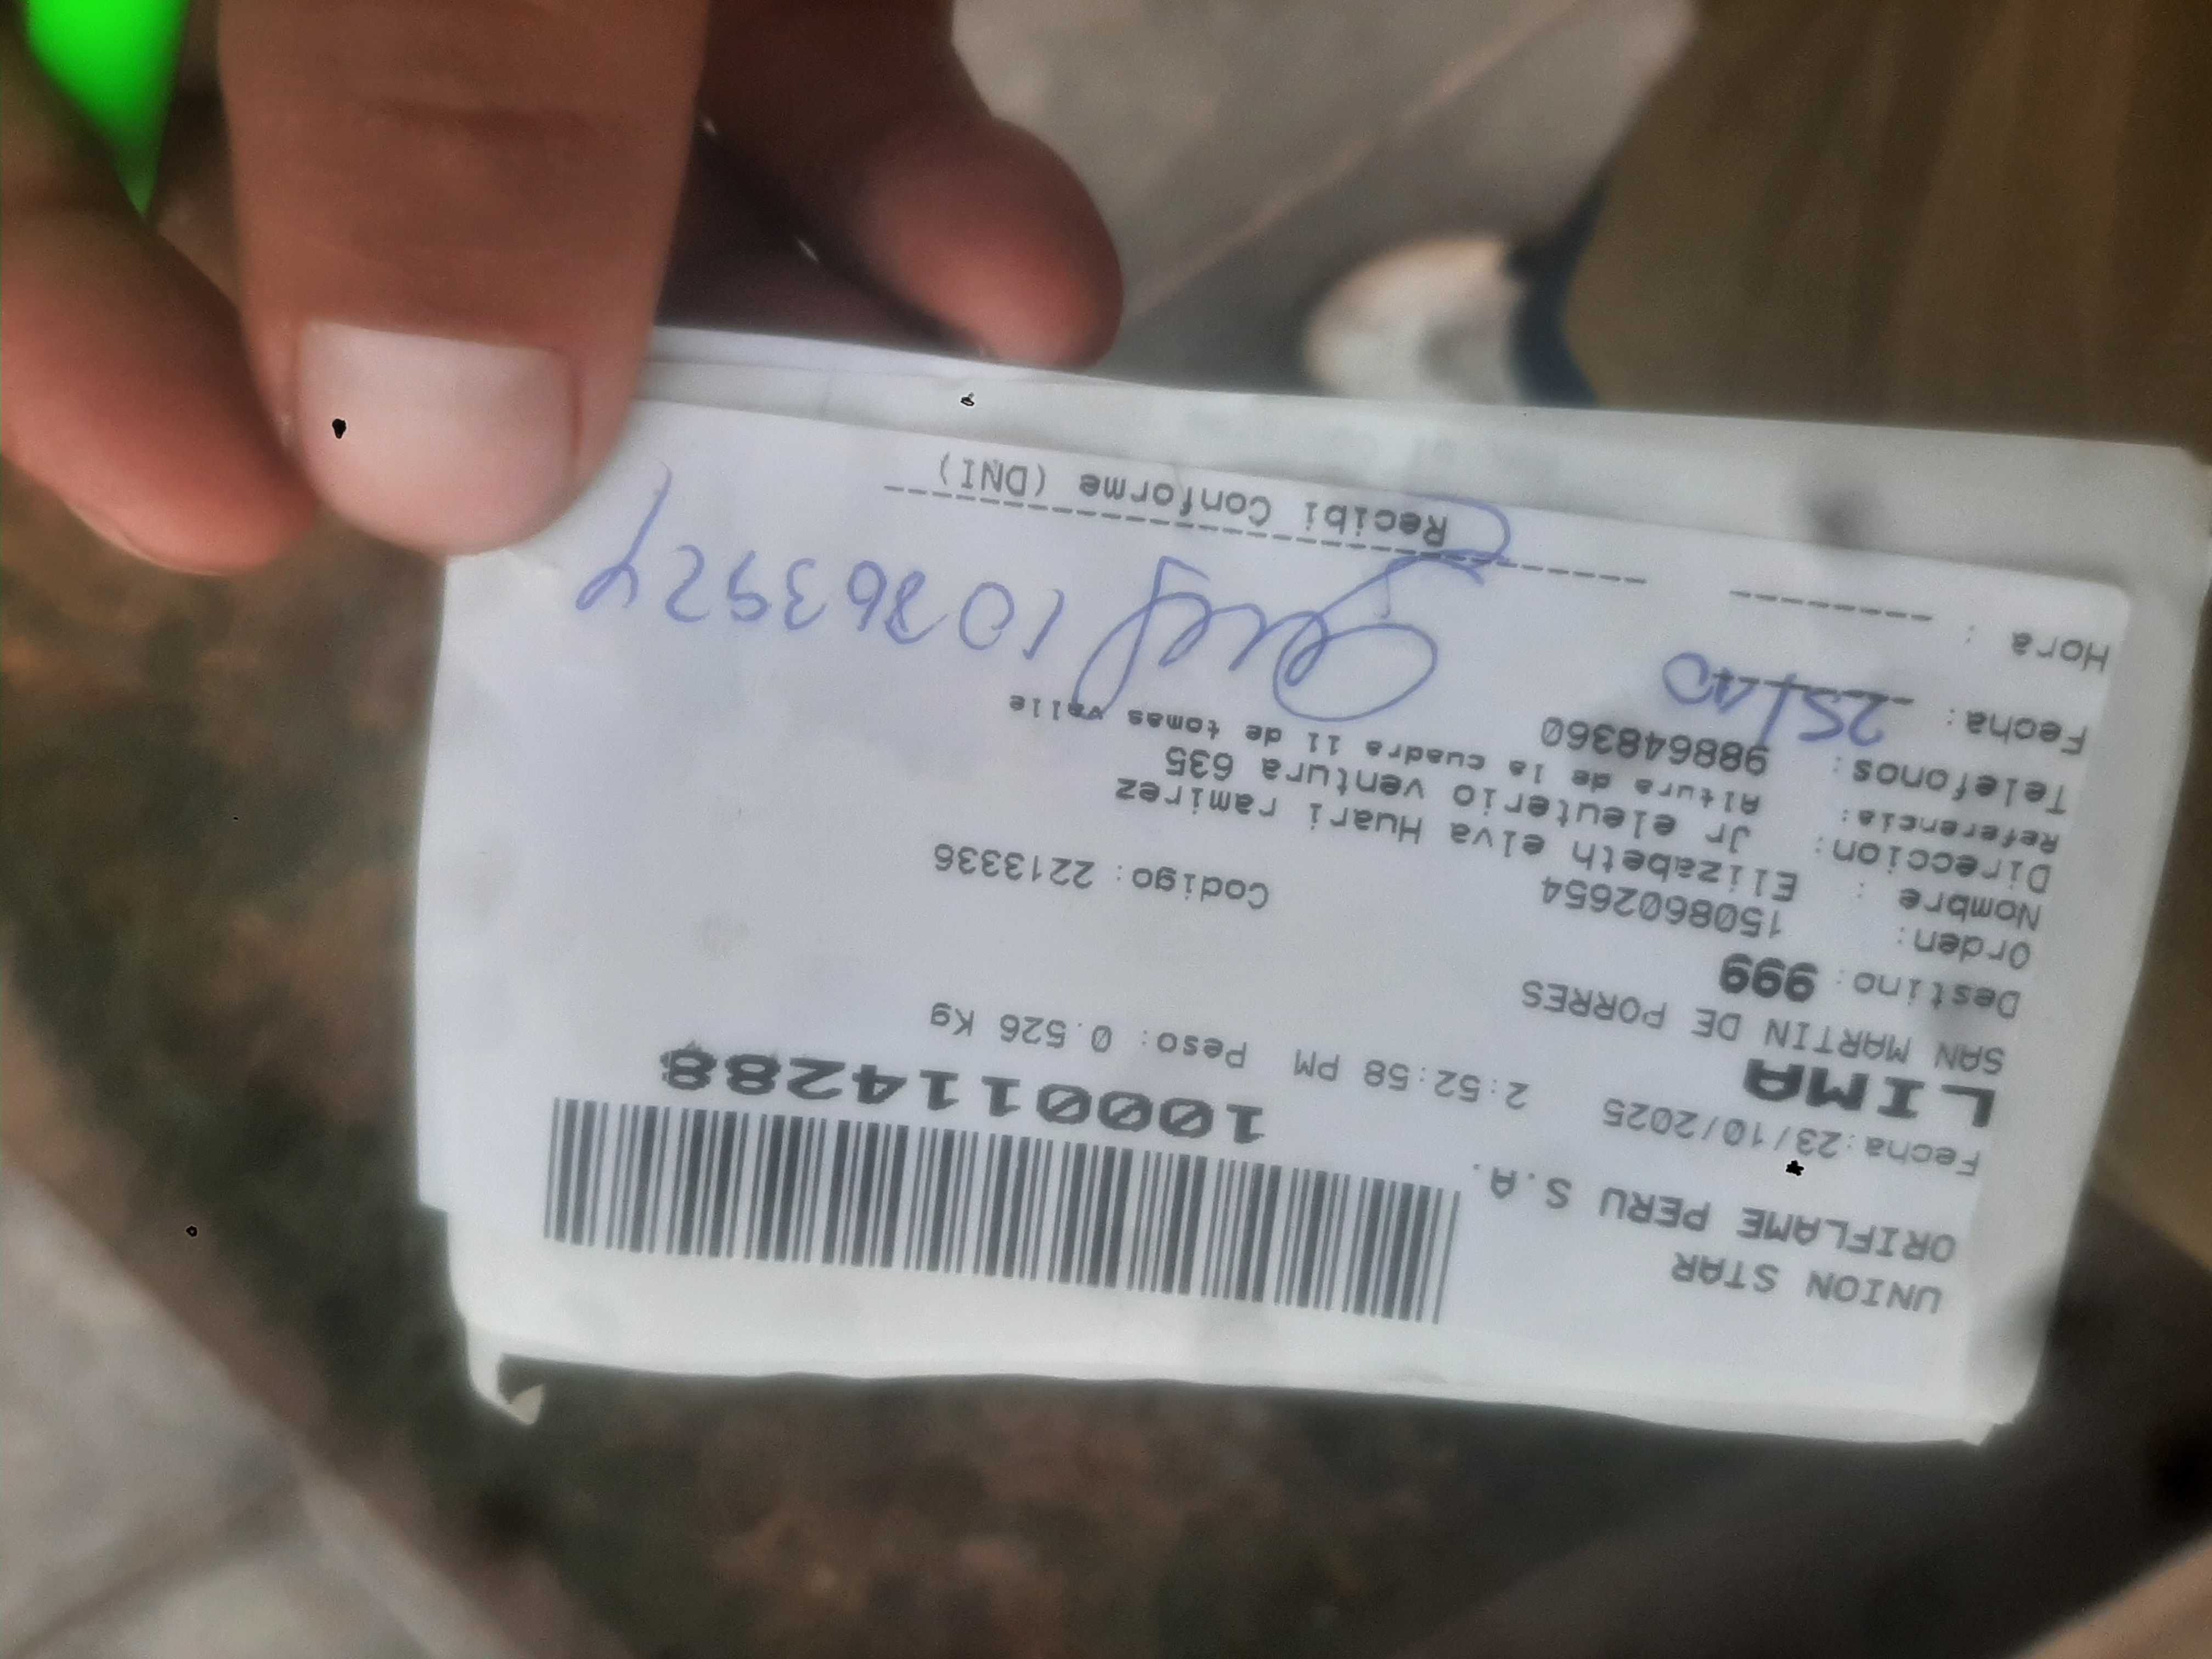 UNION STAR
ORIFLAME PERU S.A.
Fecha:23/10/2025 2:52:58 PM Peso: 0.526 Kg
1000114288
LIMA
SAN MARTIN DE PORRES
Destino: 999
Orden: 1508602654 Codigo: 2213336
Nombre : Elizabeth elva Huari ramirez
Direccion: Jr eleuterio ventura 635
Referencia: Altura de la cuadra 11 de tomas valle
Telefonos: 988648360
Fecha: 25/10
Hora :
Recibi Conforme (DNI)